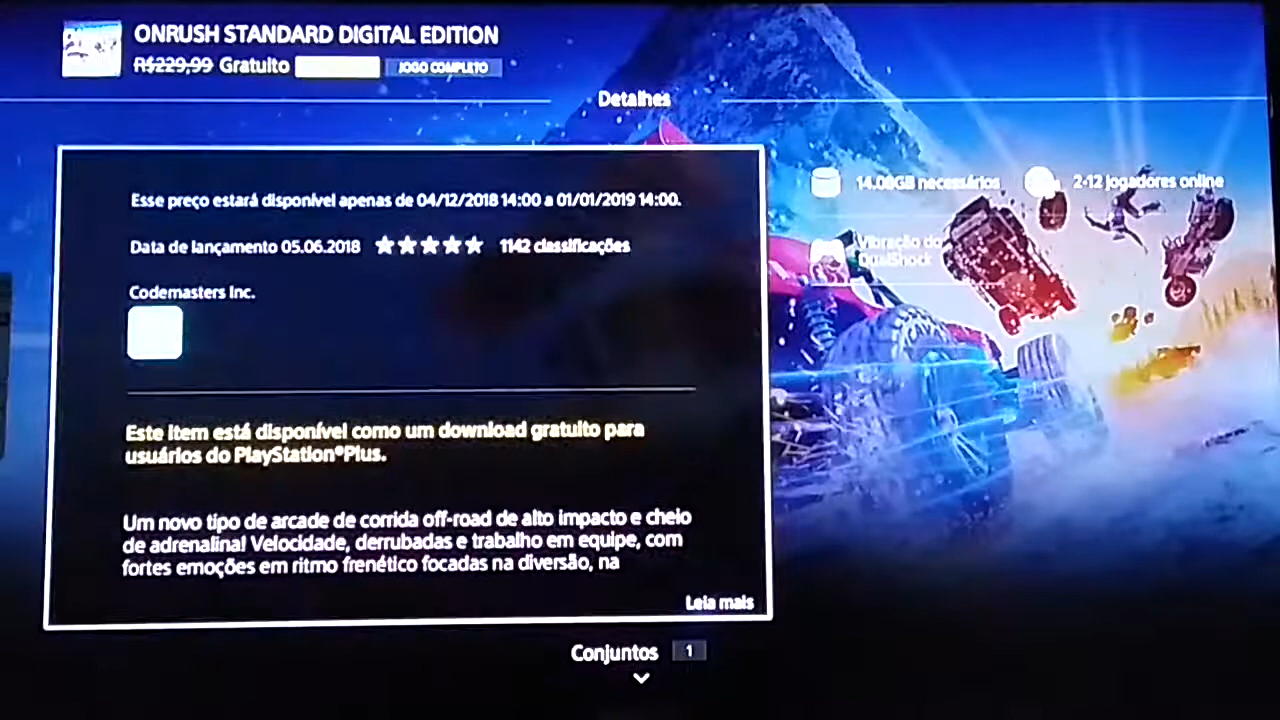 ONRUSH STANDARD DIGITAL EDITION
R$229,99 Gratuito JOGO COMPLETO
Detalhes
Esse preço estará disponível apenas de 04/12/2018 14:00 a 01/01/2019 14:00.
Data de lançamento 05.06.2018 ★★★★★ 1142 classificações
Codemasters Inc.
Este item está disponível como um download gratuito para
usuários do PlayStation®Plus.
Um novo tipo de arcade de corrida off-road de alto impacto e cheio
de adrenalina! Velocidade, derrubadas e trabalho em equipe, com
fortes emoções em ritmo frenético focadas na diversão, na
Leia mais
necessários
2-12 jogadores online
Vibração do
DualShock
Conjuntos 1